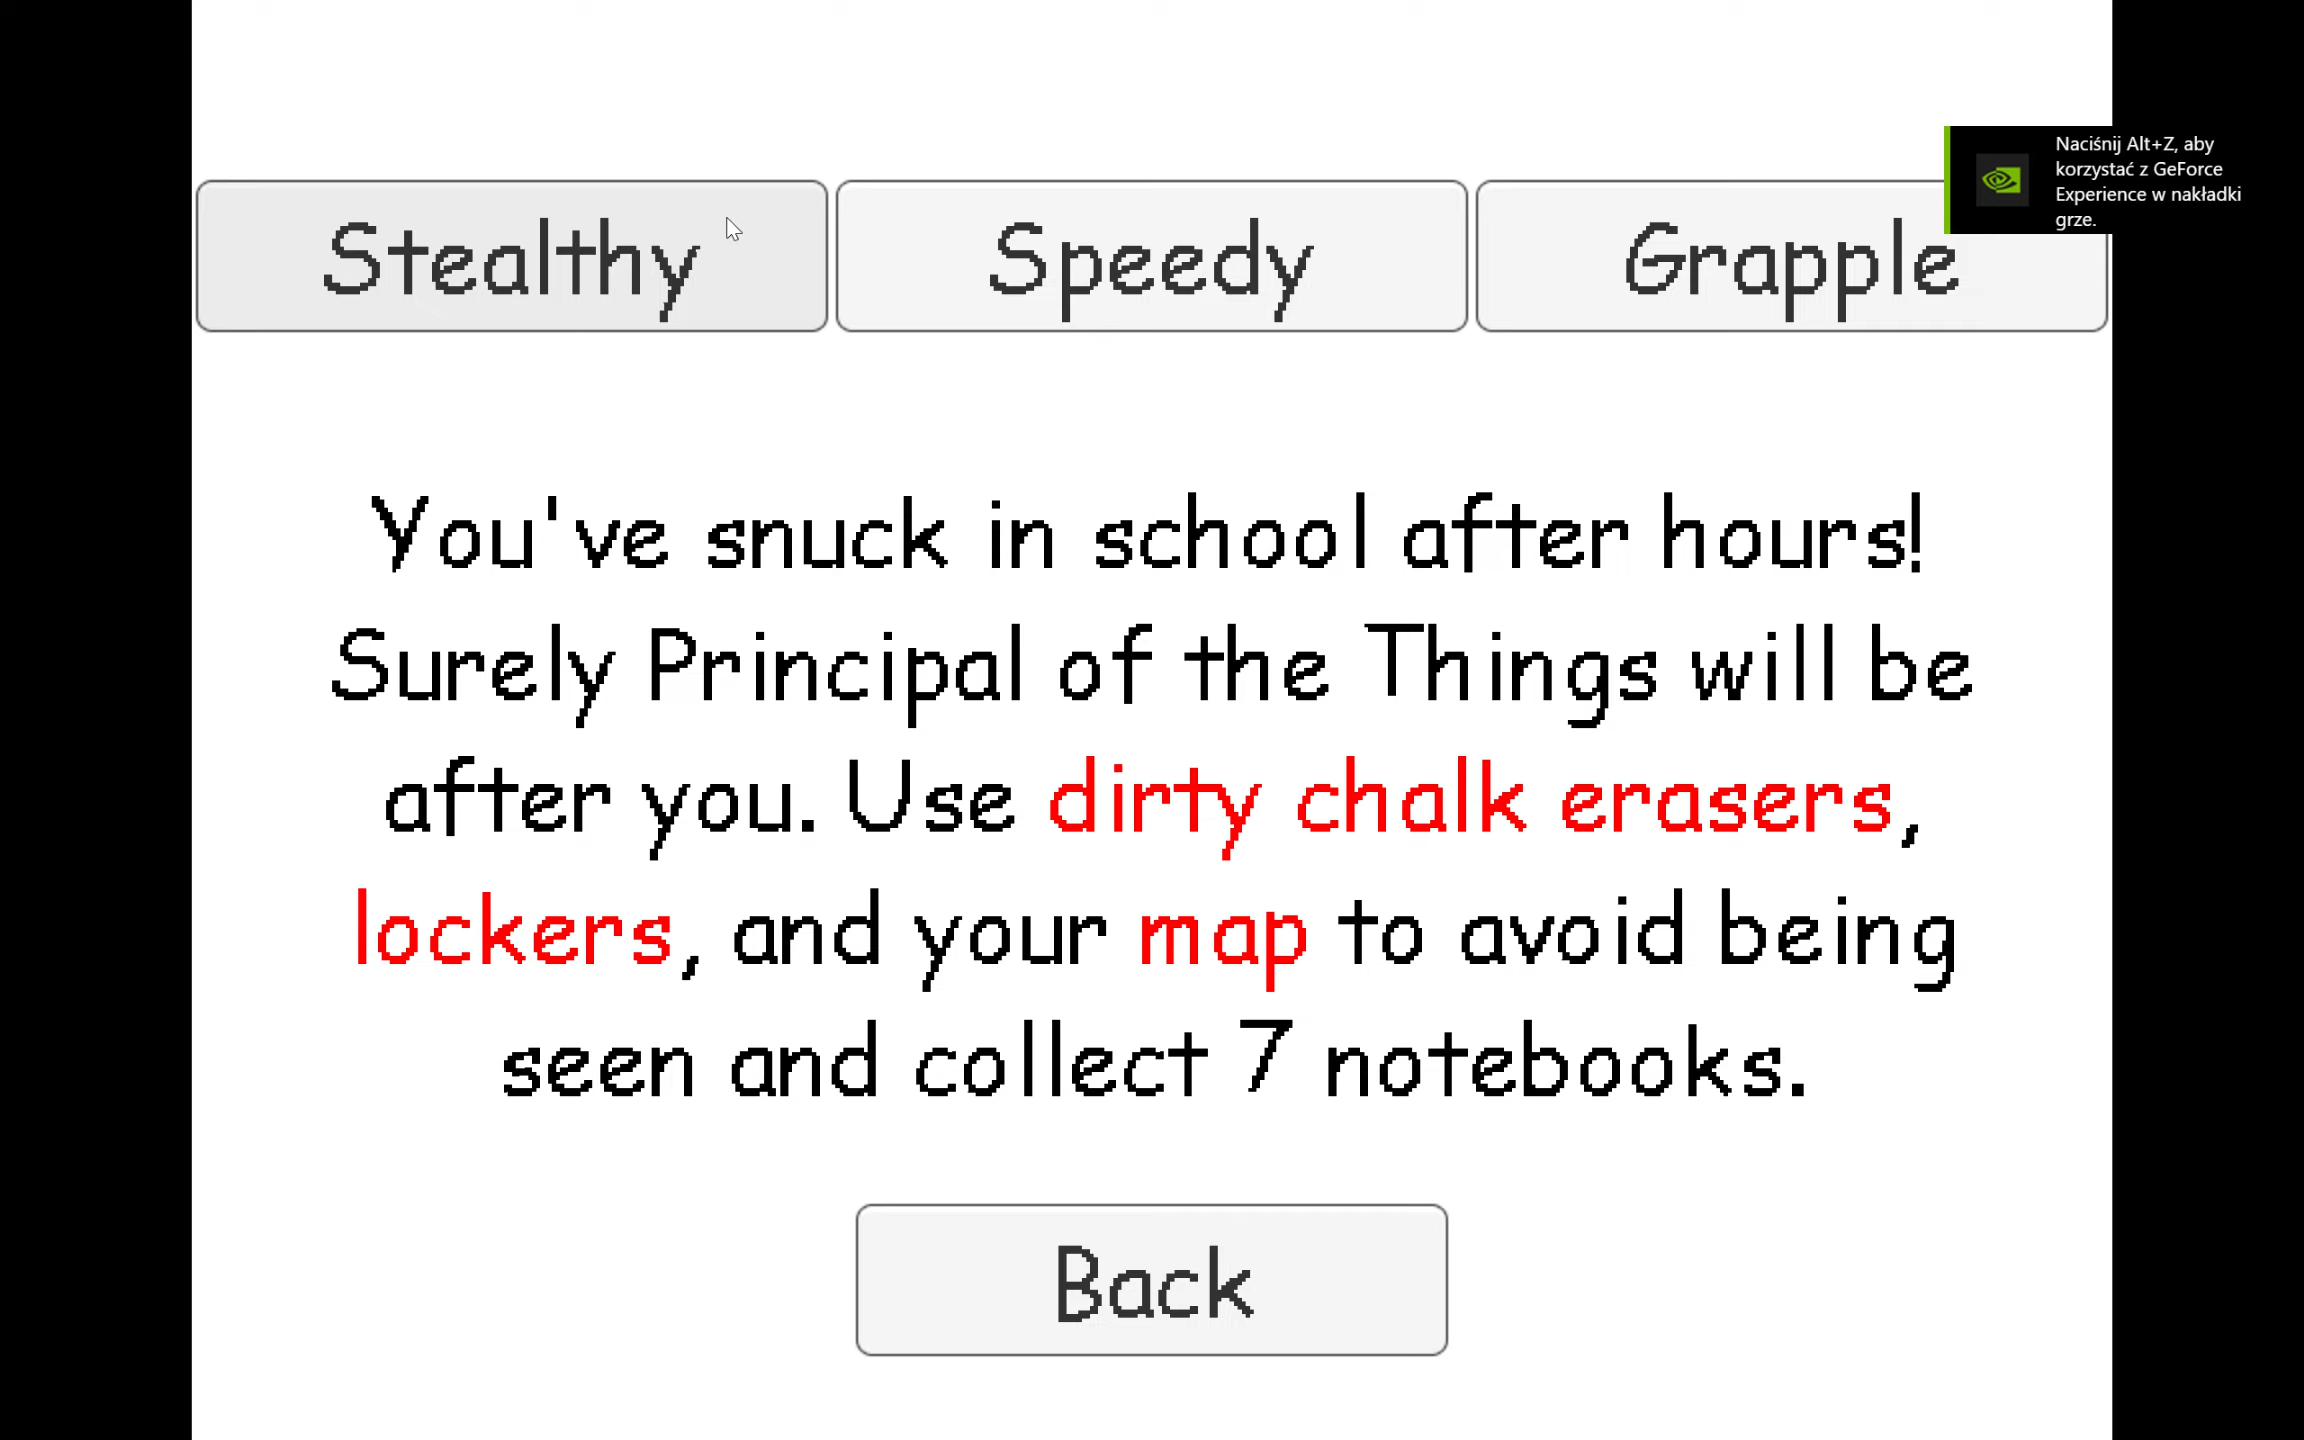 Naciśnij Alt+Z, aby
korzystać z GeForce
Experience w nakładki
grze.
Stealthy
Speedy
Grapple
You've snuck in school after hours!
Surely Principal of the Things will be
after you. Use dirty chalk erasers,
lockers, and your map to avoid being
seen and collect 7 notebooks.
Back